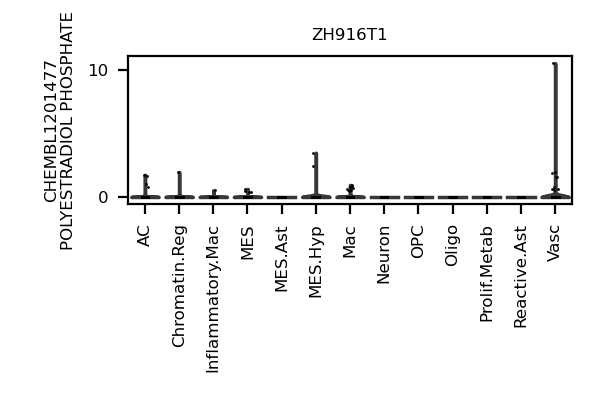 ZH916T1
CHEMBL1201477
POLYESTRADIOL PHOSPHATE
10
0
AC
Chromatin.Reg
Inflammatory.Mac
MES
MES.Ast
MES.Hyp
Mac
Neuron
OPC
Oligo
Prolif.Metab
Reactive.Ast
Vasc